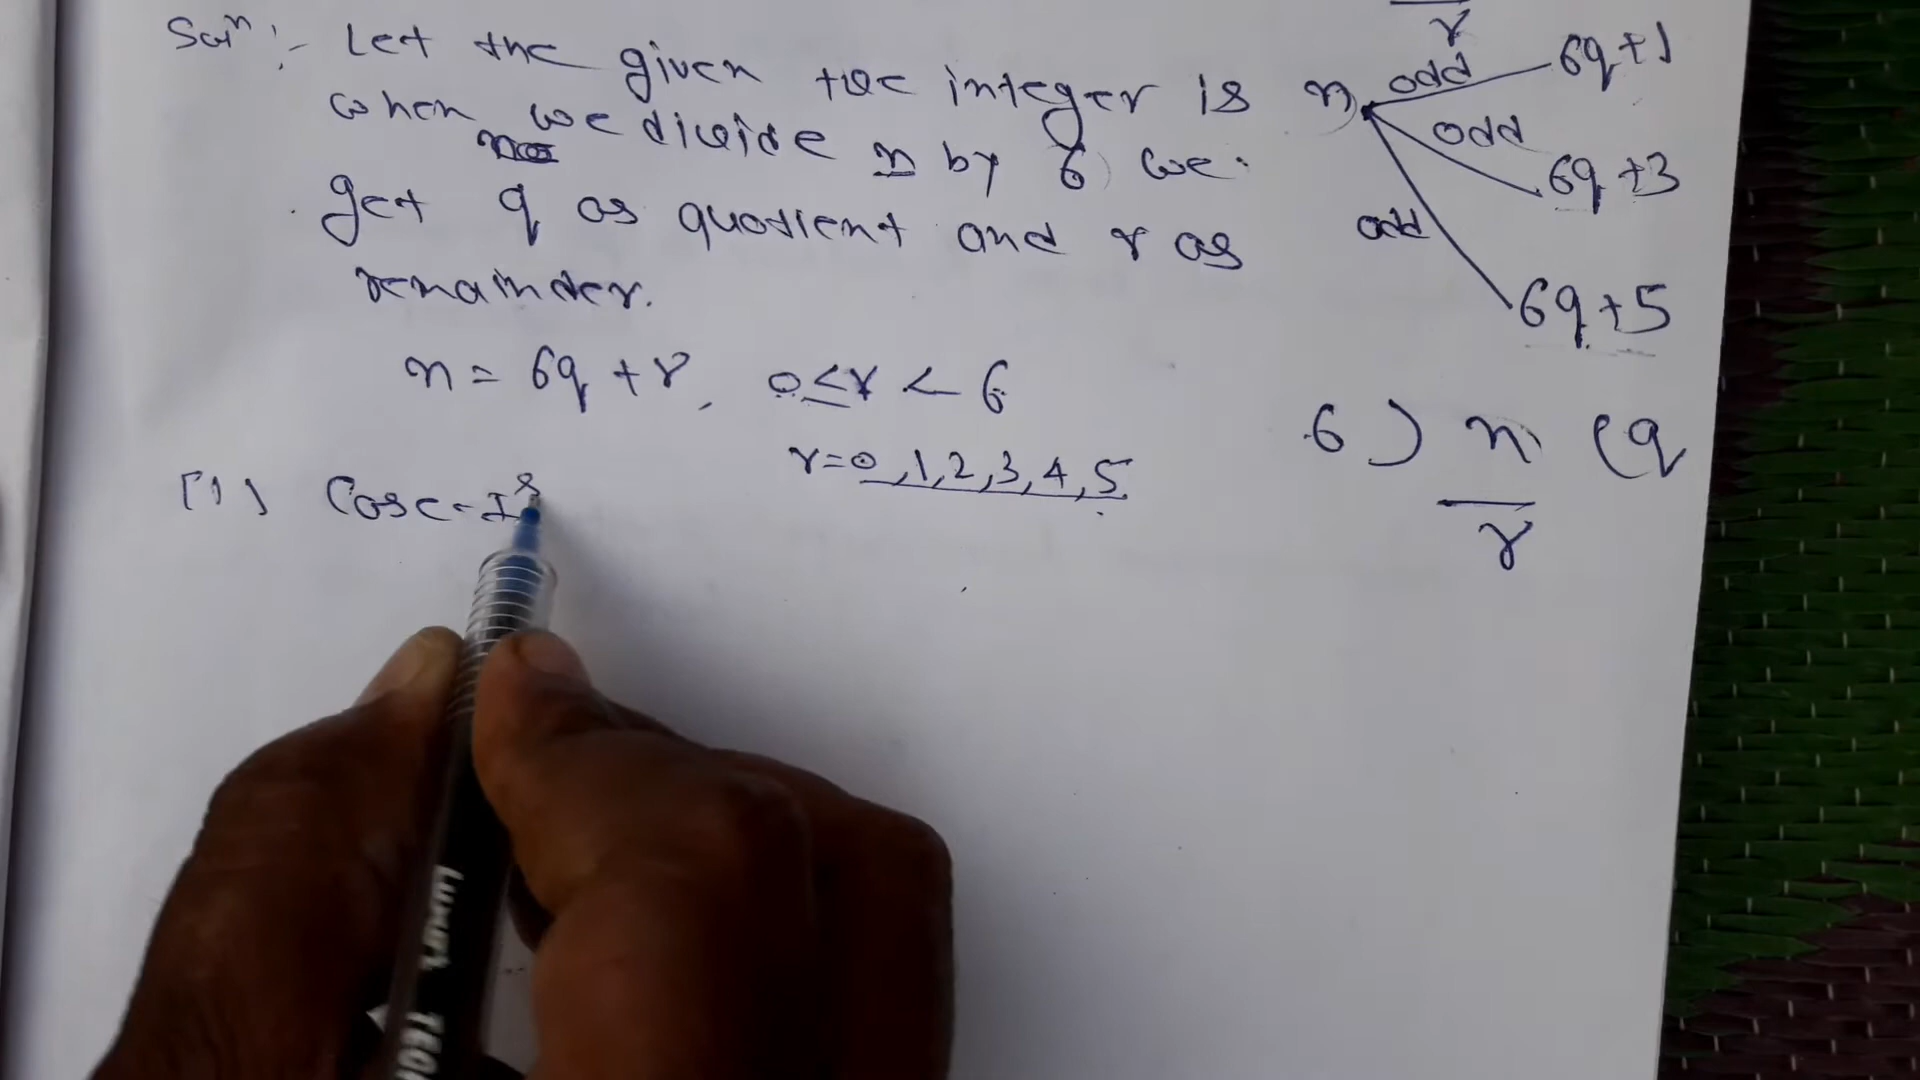 Solⁿ :- Let the given +ve integer is n
when we divide n by 6 we
get q as quotient and r as
remainder.
n = 6q + r, 0 ≤ r < 6
r = 0, 1, 2, 3, 4, 5
(1) Case-I
r
odd 6q+1
odd 6q+3
odd 6q+5
6) n (q
r
LUXOR